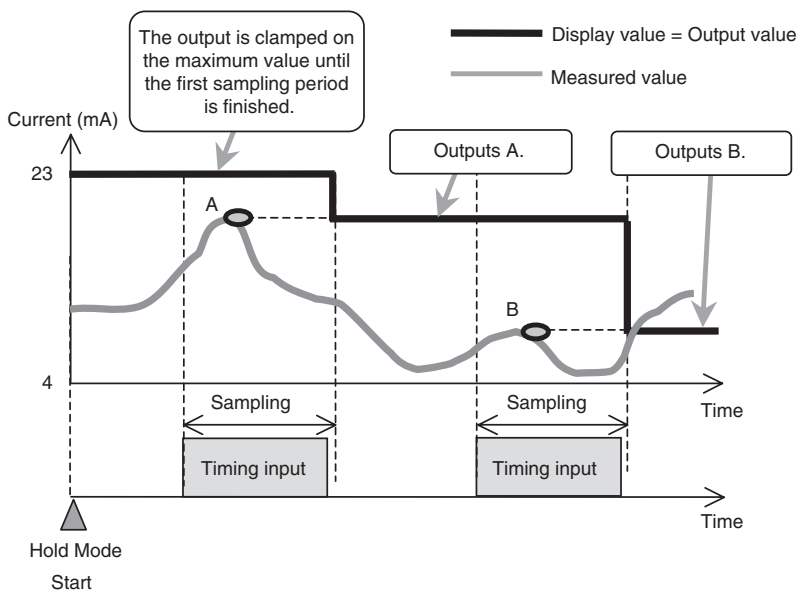 The output is clamped on
the maximum value until
the first sampling period
is finished.
Display value = Output value
Measured value
Current (mA)
Outputs A.
Outputs B.
23
A
B
4
Sampling
Sampling
Time
Timing input
Timing input
Time
Hold Mode
Start